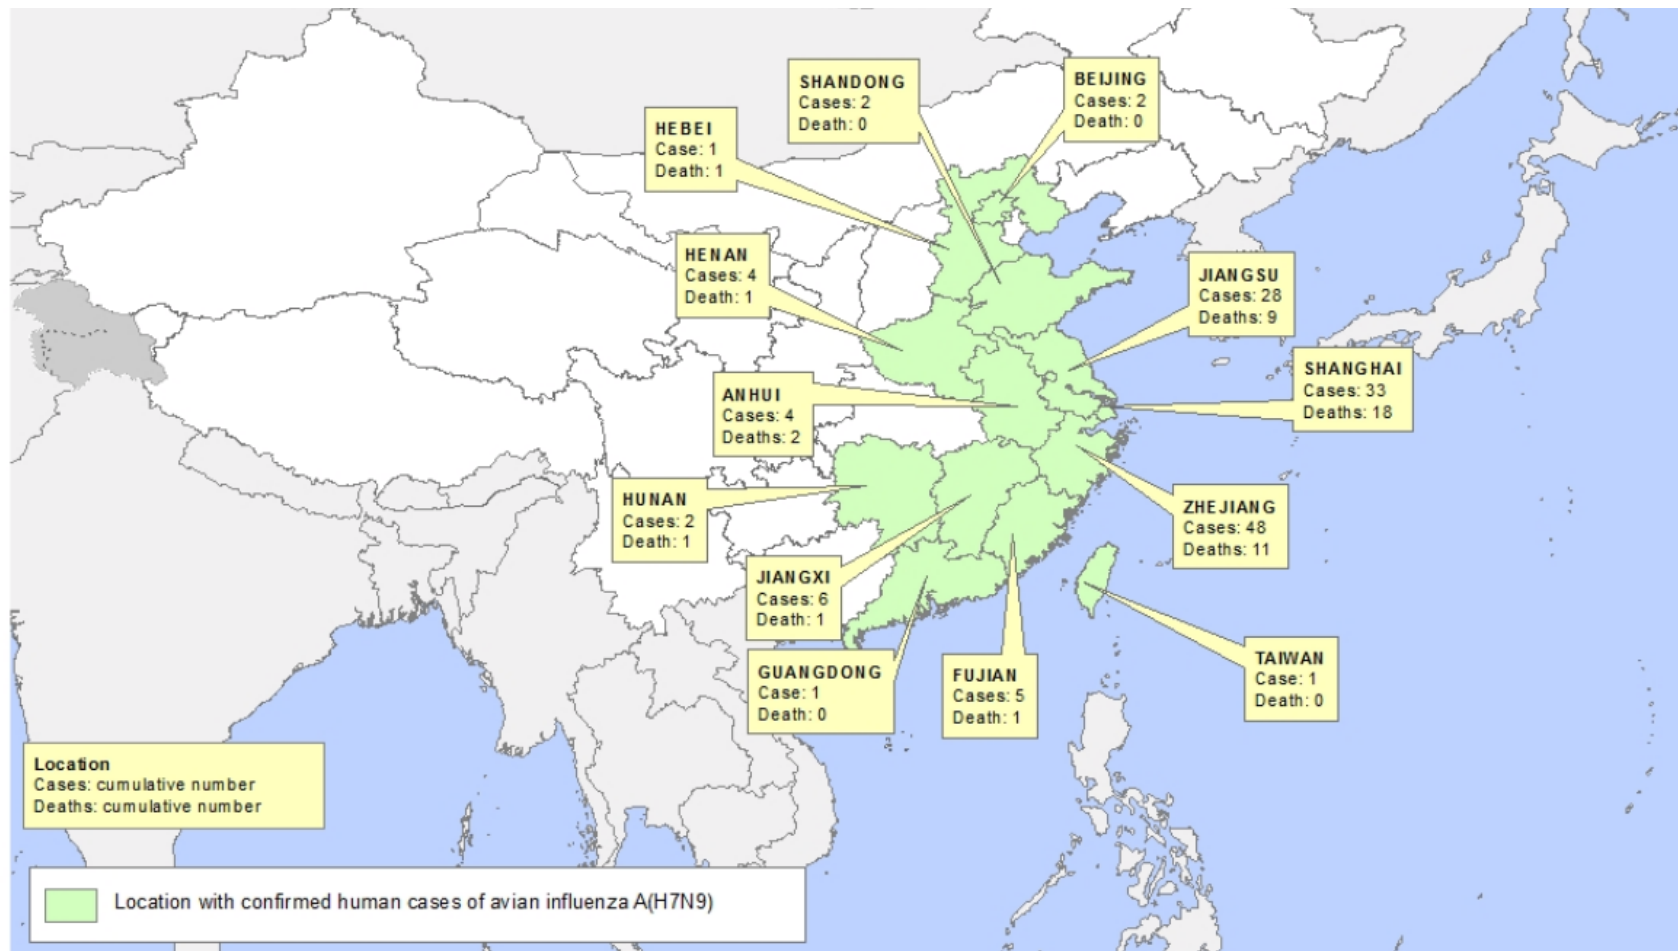 SHANDONG
Cases: 2
Death: 0
BEIJING
Cases: 2
Death: 0
HEBEI
Case: 1
Death: 1
HENAN
Cases: 4
Death: 1
JIANGSU
Cases: 28
Deaths: 9
SHANGHAI
Cases: 33
Deaths: 18
ANHUI
Cases: 4
Deaths: 2
HUNAN
Cases: 2
Death: 1
ZHEJIANG
Cases: 48
Deaths: 11
JIANGXI
Cases: 6
Death: 1
GUANGDONG
Case: 1
Death: 0
FUJIAN
Cases: 5
Death: 1
TAIWAN
Case: 1
Death: 0
Location
Cases: cumulative number
Deaths: cumulative number
Location with confirmed human cases of avian influenza A(H7N9)